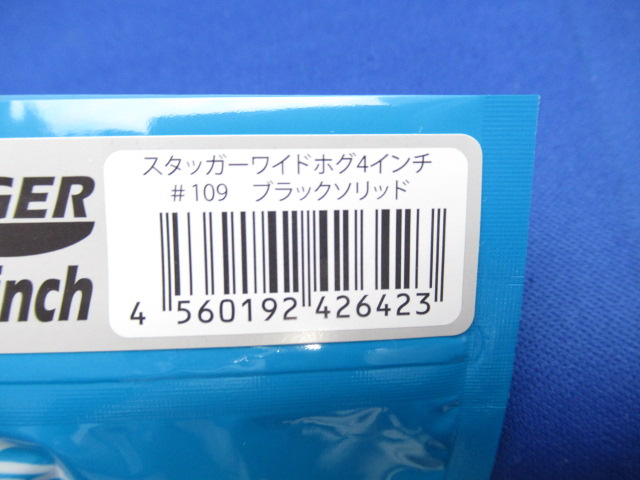 スタッガーワイドホグ4インチ
＃109　ブラックソリッド
4 560192 426423
GER
inch